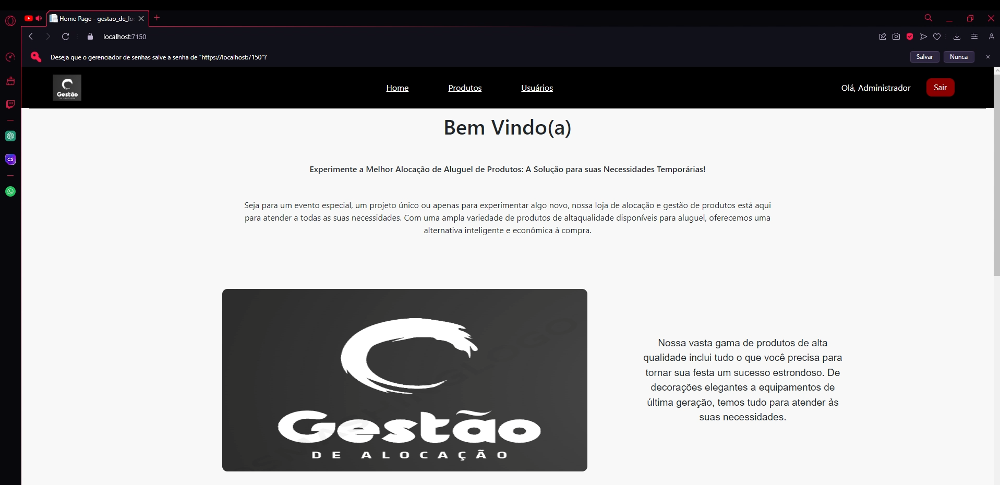 Home Page - gestao_de_lo
localhost:7150
Deseja que o gerenciador de senhas salve a senha de "https://localhost:7150"?
Salvar
Nunca
Gestão
DE ALOCAÇÃO
Home
Produtos
Usuários
Olá, Administrador
Sair
Bem Vindo(a)
Experimente a Melhor Alocação de Aluguel de Produtos: A Solução para suas Necessidades Temporárias!
Seja para um evento especial, um projeto único ou apenas para experimentar algo novo, nossa loja de alocação e gestão de produtos está aqui
para atender a todas as suas necessidades. Com uma ampla variedade de produtos de altaqualidade disponíveis para aluguel, oferecemos uma
alternativa inteligente e econômica à compra.
Gestão
DE ALOCAÇÃO
Nossa vasta gama de produtos de alta
qualidade inclui tudo o que você precisa para
tornar sua festa um sucesso estrondoso. De
decorações elegantes a equipamentos de
última geração, temos tudo para atender às
suas necessidades.
CS